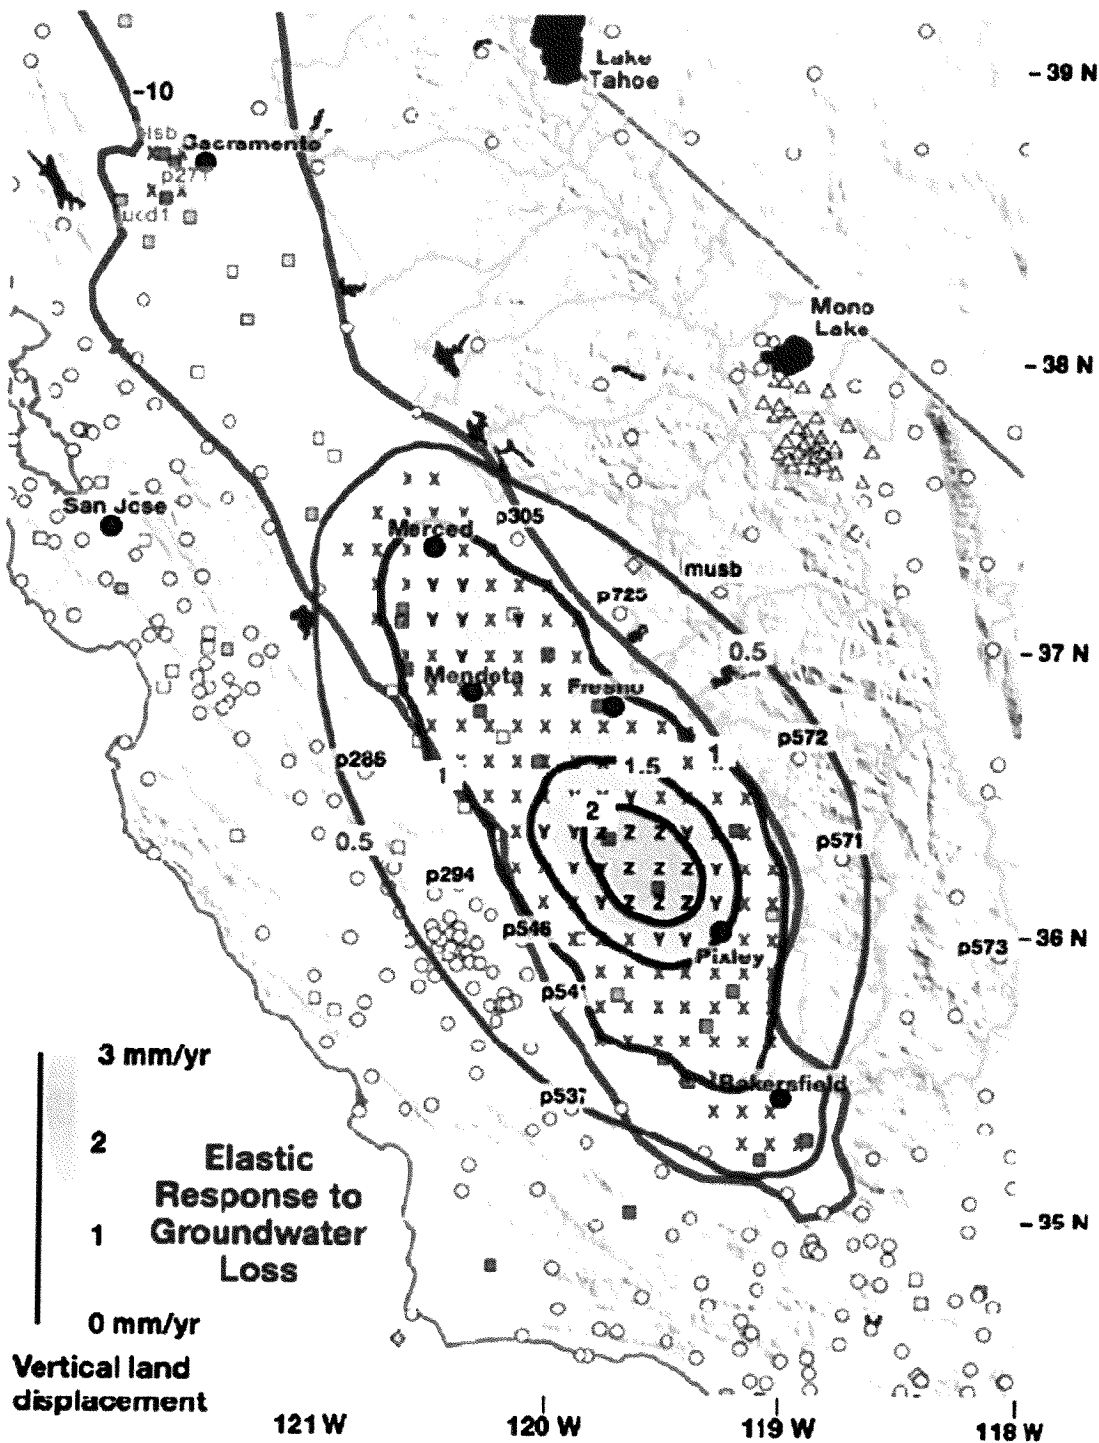 Lake
Tahoe
- 39 N
-10
Sacramento
p271
ucd1
Mono
Lake
- 38 N
San Jose
p305
Merced
musb
p725
0.5
- 37 N
Mendota
Fresno
p572
p286
1
1
1.5
2
0.5
p571
p294
p546
p573
- 36 N
Pixley
p54
3 mm/yr
Bakersfield
p537
2
Elastic
Response to
Groundwater
Loss
1
- 35 N
0 mm/yr
Vertical land
displacement
121 W
120 W
119 W
118 W